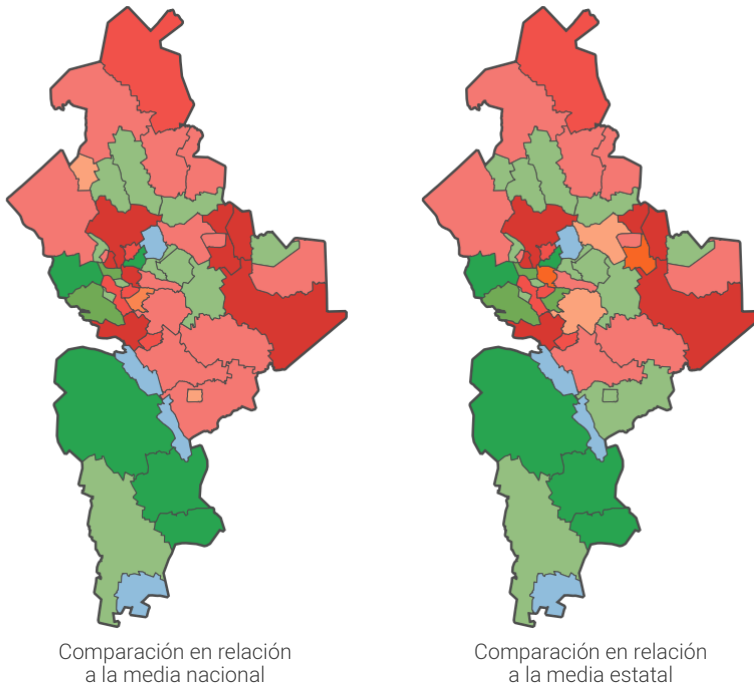 Comparación en relación
a la media nacional
Comparación en relación
a la media estatal